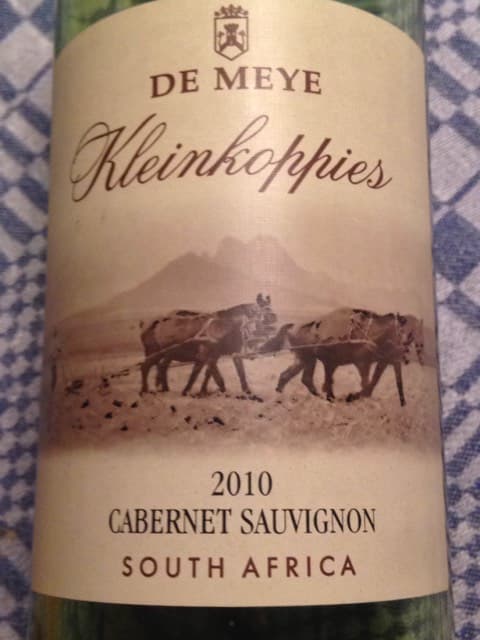 DE MEYE
Kleinkoppies
2010
CABERNET SAUVIGNON
SOUTH AFRICA